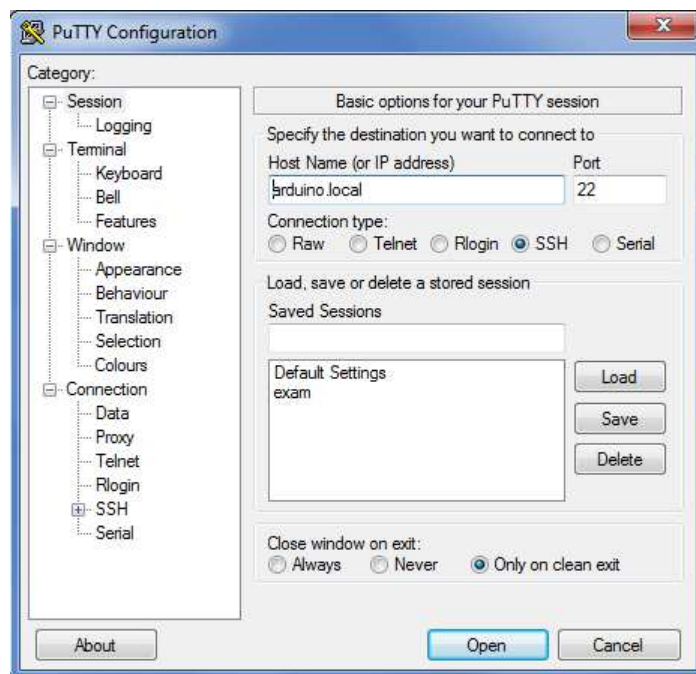 PuTTY Configuration
X
Category:
Session
Logging
Terminal
Keyboard
Bell
Features
Window
Appearance
Behaviour
Translation
Selection
Colours
Connection
Data
Proxy
Telnet
Rlogin
SSH
Serial
Basic options for your PuTTY session
Specify the destination you want to connect to
Host Name (or IP address) Port
arduino.local 22
Connection type:
Raw Telnet Rlogin SSH Serial
Load, save or delete a stored session
Saved Sessions
Default Settings
exam
Load
Save
Delete
Close window on exit:
Always Never Only on clean exit
About Open Cancel